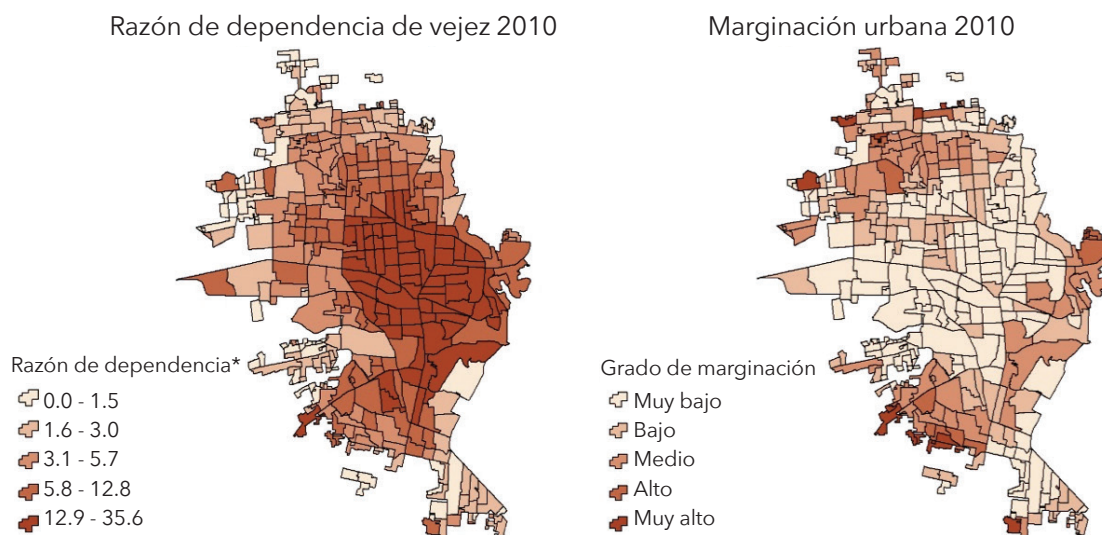 Razón de dependencia de vejez 2010
Marginación urbana 2010
Razón de dependencia*
0.0 - 1.5
1.6 - 3.0
3.1 - 5.7
5.8 - 12.8
12.9 - 35.6
Grado de marginación
Muy bajo
Bajo
Medio
Alto
Muy alto